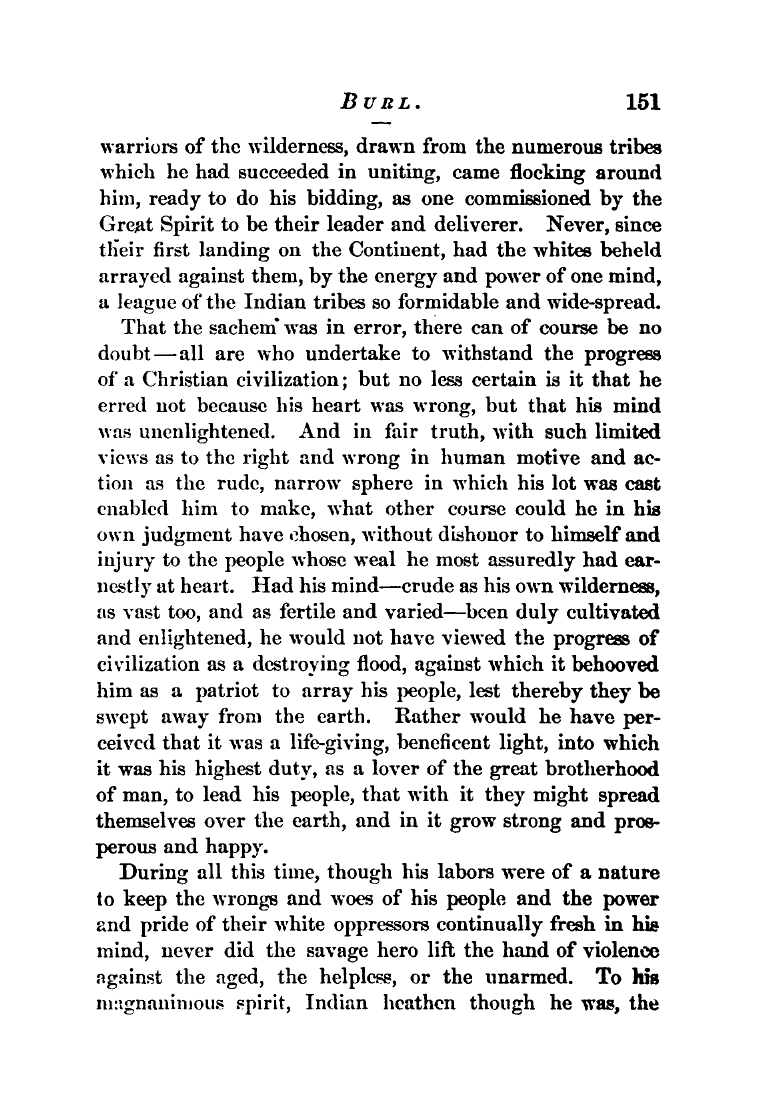 BURL. 151
warriors of the wilderness, drawn from the numerous tribes
which he had succeeded in uniting, came flocking around
him, ready to do his bidding, as one commissioned by the
Great Spirit to be their leader and deliverer. Never, since
their first landing on the Continent, had the whites beheld
arrayed against them, by the energy and power of one mind,
a league of the Indian tribes so formidable and wide-spread.
That the sachem was in error, there can of course be no
doubt—all are who undertake to withstand the progress
of a Christian civilization; but no less certain is it that he
erred not because his heart was wrong, but that his mind
was unenlightened. And in fair truth, with such limited
views as to the right and wrong in human motive and ac-
tion as the rude, narrow sphere in which his lot was cast
enabled him to make, what other course could he in his
own judgment have chosen, without dishonor to himself and
injury to the people whose weal he most assuredly had ear-
nestly at heart. Had his mind—crude as his own wilderness,
as vast too, and as fertile and varied—been duly cultivated
and enlightened, he would not have viewed the progress of
civilization as a destroying flood, against which it behooved
him as a patriot to array his people, lest thereby they be
swept away from the earth. Rather would he have per-
ceived that it was a life-giving, beneficent light, into which
it was his highest duty, as a lover of the great brotherhood
of man, to lead his people, that with it they might spread
themselves over the earth, and in it grow strong and pros-
perous and happy.
During all this time, though his labors were of a nature
to keep the wrongs and woes of his people and the power
and pride of their white oppressors continually fresh in his
mind, never did the savage hero lift the hand of violence
against the aged, the helpless, or the unarmed. To his
magnanimous spirit, Indian heathen though he was, the